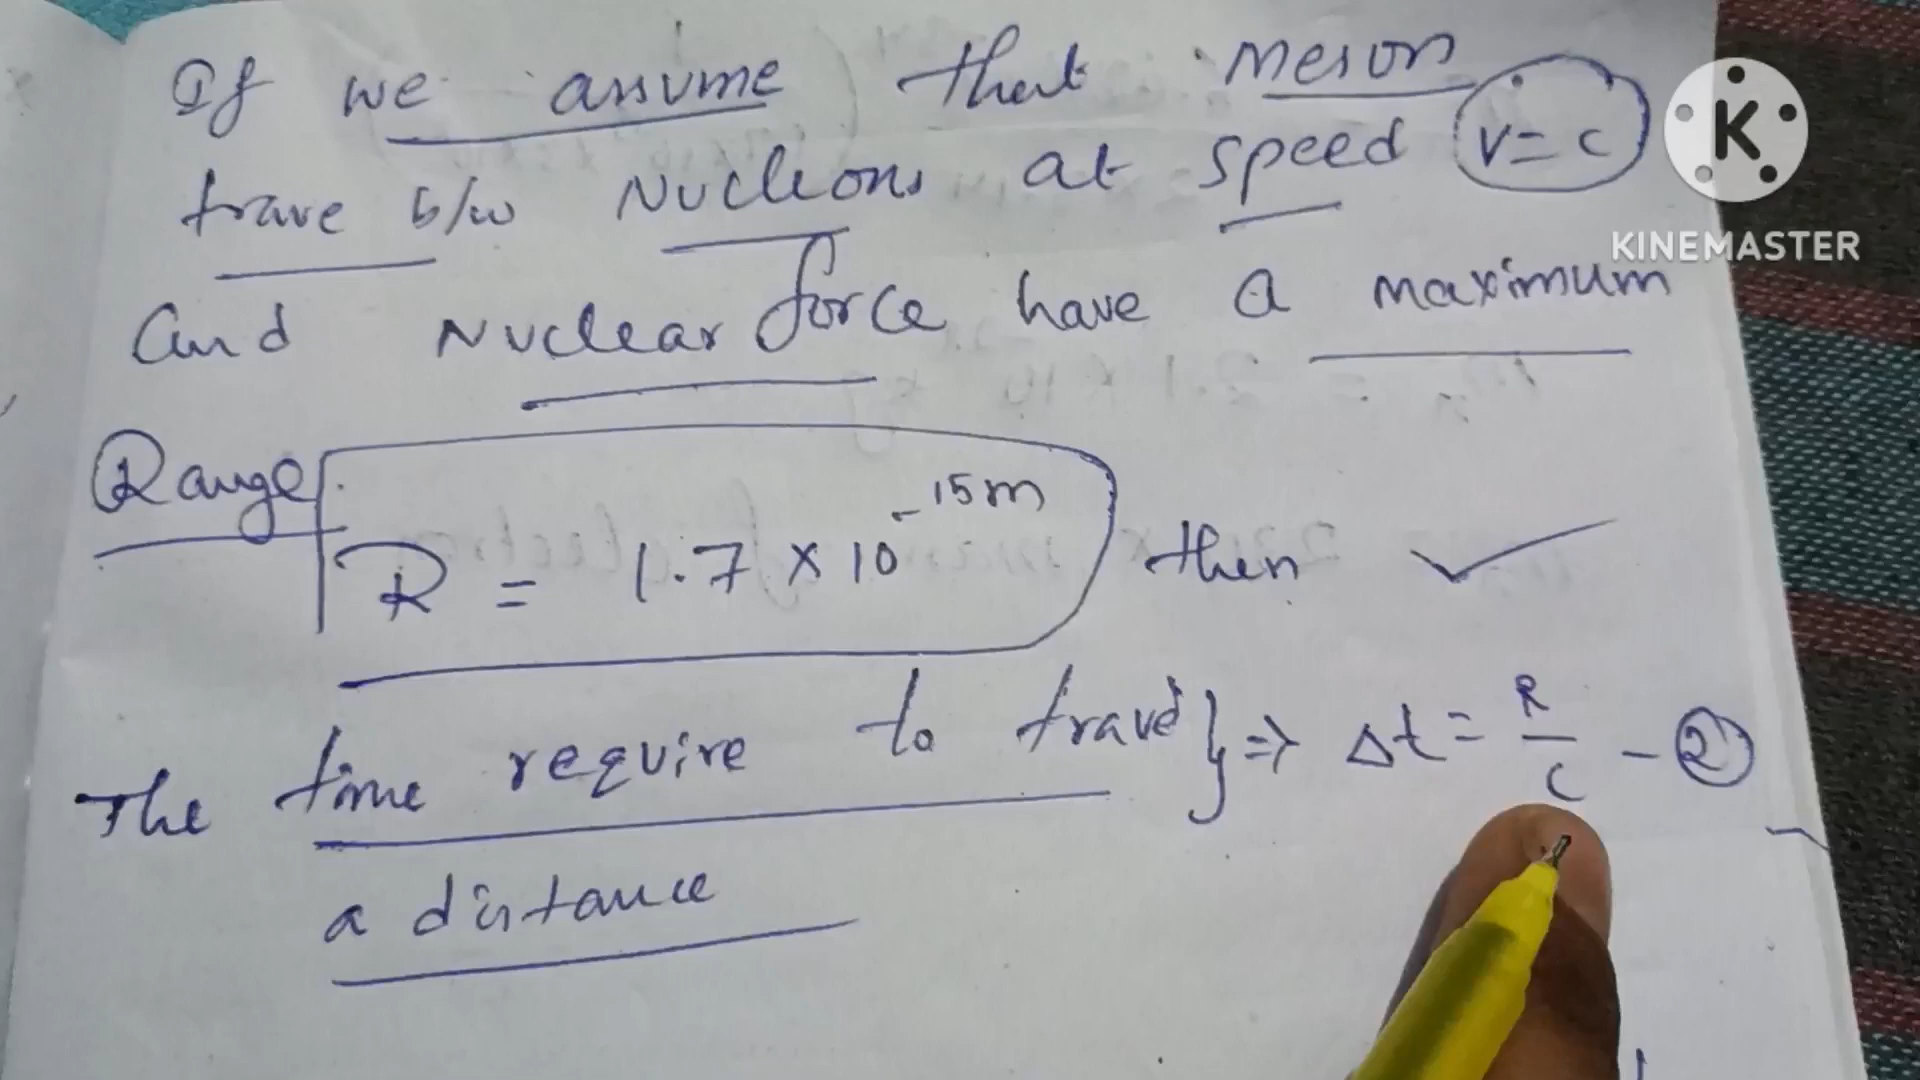 If we assume that meson
trave b/w Nucleons at speed v=c
and Nuclear force have a maximum
Range
R = 1.7 × 10⁻¹⁵m then ✓
The time require to travel } ⇒ Δt = R/c - ②
a distance
K
KINEMASTER